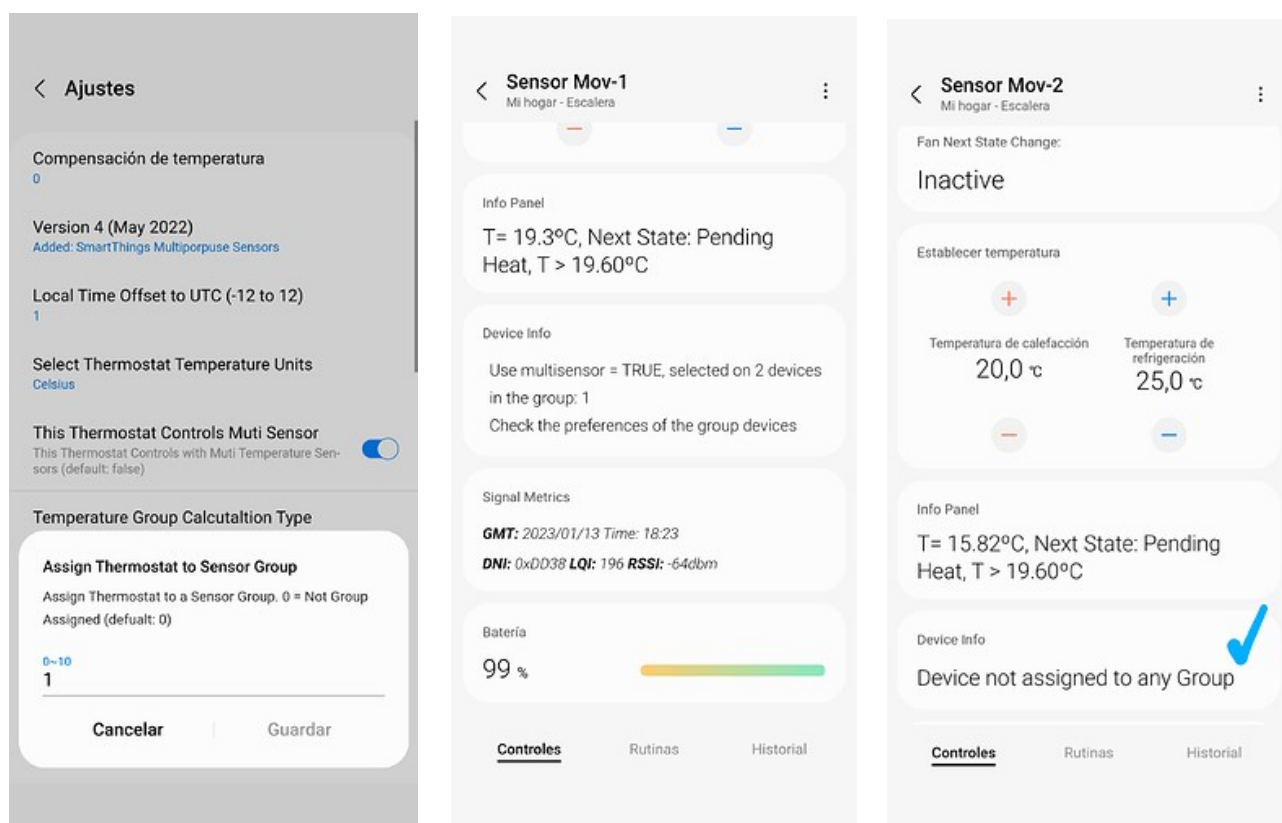 Ajustes
Compensación de temperatura
0
Version 4 (May 2022)
Added: SmartThings Multiporpuse Sensors
Local Time Offset to UTC (-12 to 12)
1
Select Thermostat Temperature Units
Celsius
This Thermostat Controls Muti Sensor
This Thermostat Controls with Muti Temperature Sen-
sors (default: false)
Temperature Group Calcutaltion Type
Assign Thermostat to Sensor Group
Assign Thermostat to a Sensor Group. 0 = Not Group
Assigned (defualt: 0)
0~10
1
Cancelar
Guardar
Sensor Mov-1
Mi hogar - Escalera
Info Panel
T= 19.3ºC, Next State: Pending
Heat, T > 19.60ºC
Device Info
Use multisensor = TRUE, selected on 2 devices
in the group: 1
Check the preferences of the group devices
Signal Metrics
GMT: 2023/01/13 Time: 18:23
DNI: 0xDD38 LQI: 196 RSSI: -64dbm
Batería
99 %
Controles
Rutinas
Historial
Sensor Mov-2
Mi hogar - Escalera
Fan Next State Change:
Inactive
Establecer temperatura
Temperatura de calefacción
20,0 ℃
Temperatura de
refrigeración
25,0 ℃
Info Panel
T= 15.82ºC, Next State: Pending
Heat, T > 19.60ºC
Device Info
Device not assigned to any Group
Controles
Rutinas
Historial